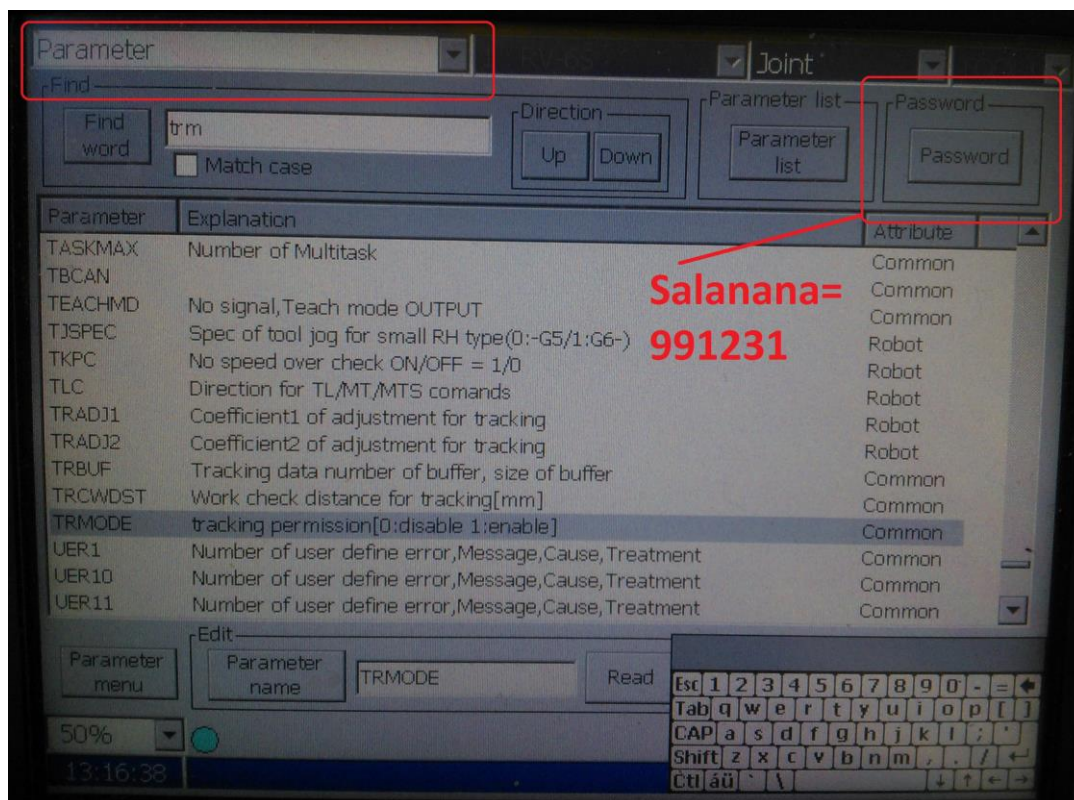 Parameter
RV-6S
Joint
Find
Find word
trm
Match case
Direction
Up
Down
Parameter list
Parameter list
Password
Password
Parameter Explanation Attribute
TASKMAX Number of Multitask Common
TBCAN Common
TEACHMD No signal,Teach mode OUTPUT Common
TJSPEC Spec of tool jog for small RH type(0:-G5/1:G6-) Robot
TKPC No speed over check ON/OFF = 1/0 Robot
TLC Direction for TL/MT/MTS comands Robot
TRADJ1 Coefficient1 of adjustment for tracking Robot
TRADJ2 Coefficient2 of adjustment for tracking Robot
TRBUF Tracking data number of buffer, size of buffer Common
TRCWDST Work check distance for tracking[mm] Common
TRMODE tracking permission[0:disable 1:enable] Common
UER1 Number of user define error,Message,Cause,Treatment Common
UER10 Number of user define error,Message,Cause,Treatment Common
UER11 Number of user define error,Message,Cause,Treatment Common
Salanana=
991231
Parameter menu
Edit
Parameter name
TRMODE
Read
Esc 1 2 3 4 5 6 7 8 9 0 - =
Tab q w e r t y u i o p [ ]
CAP a s d f g h j k l ; '
Shift z x c v b n m , . /
Ctl áü ` \ ↓ ↑ ← →
50%
13:16:38